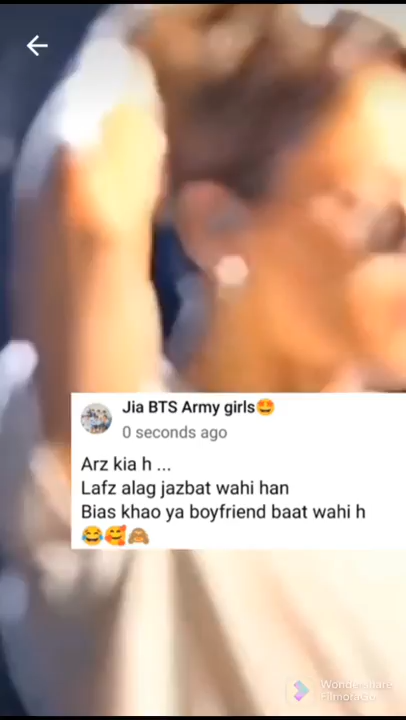 Jia BTS Army girls🤩
0 seconds ago
Arz kia h ...
Lafz alag jazbat wahi han
Bias khao ya boyfriend baat wahi h
😂🥰🙈
Wondershare
FilmoraGo